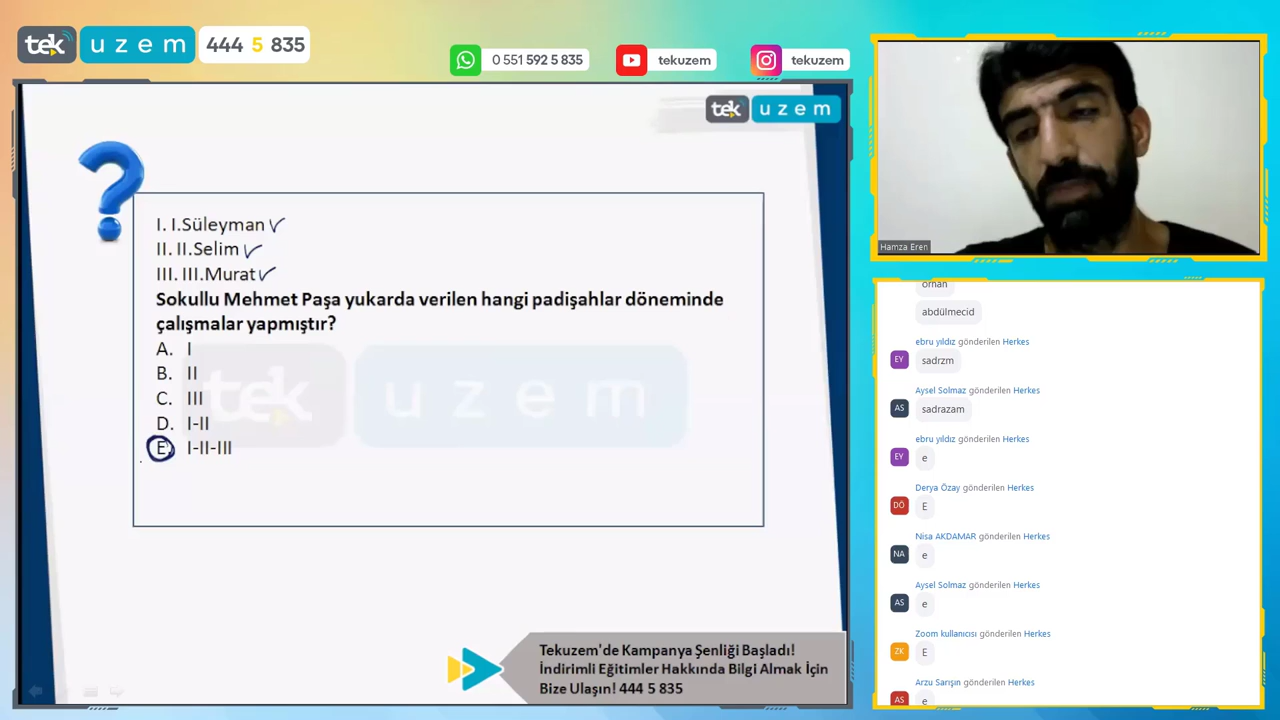 tek uzem 444 5 835
0 551 592 5 835
tekuzem
tekuzem
tek uzem
I. I.Süleyman
II. II.Selim
III. III.Murat
Sokullu Mehmet Paşa yukarda verilen hangi padişahlar döneminde
çalışmalar yapmıştır?
A. I
B. II
C. III
D. I-II
E. I-II-III
tek uzem
Tekuzem'de Kampanya Şenliği Başladı!
İndirimli Eğitimler Hakkında Bilgi Almak İçin
Bize Ulaşın! 444 5 835
Hamza Eren
orhan
abdülmecid
ebru yıldız gönderilen Herkes
EY sadrzm
Aysel Solmaz gönderilen Herkes
AS sadrazam
ebru yıldız gönderilen Herkes
EY e
Derya Özay gönderilen Herkes
DÖ E
Nisa AKDAMAR gönderilen Herkes
NA e
Aysel Solmaz gönderilen Herkes
AS e
Zoom kullanıcısı gönderilen Herkes
ZK E
Arzu Sarışın gönderilen Herkes
AS e